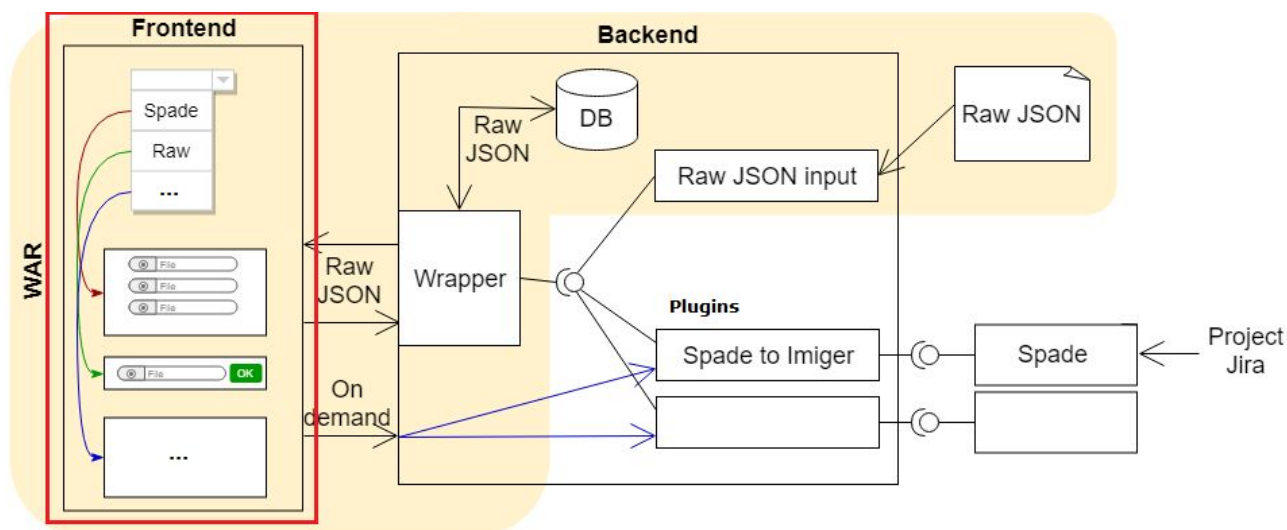 Frontend
Backend
WAR
Spade
Raw
...
File
File
File
File
OK
...
Raw
JSON
On
demand
Wrapper
Raw
JSON
DB
Raw JSON input
Raw JSON
Plugins
Spade to Imiger
Spade
Project
Jira